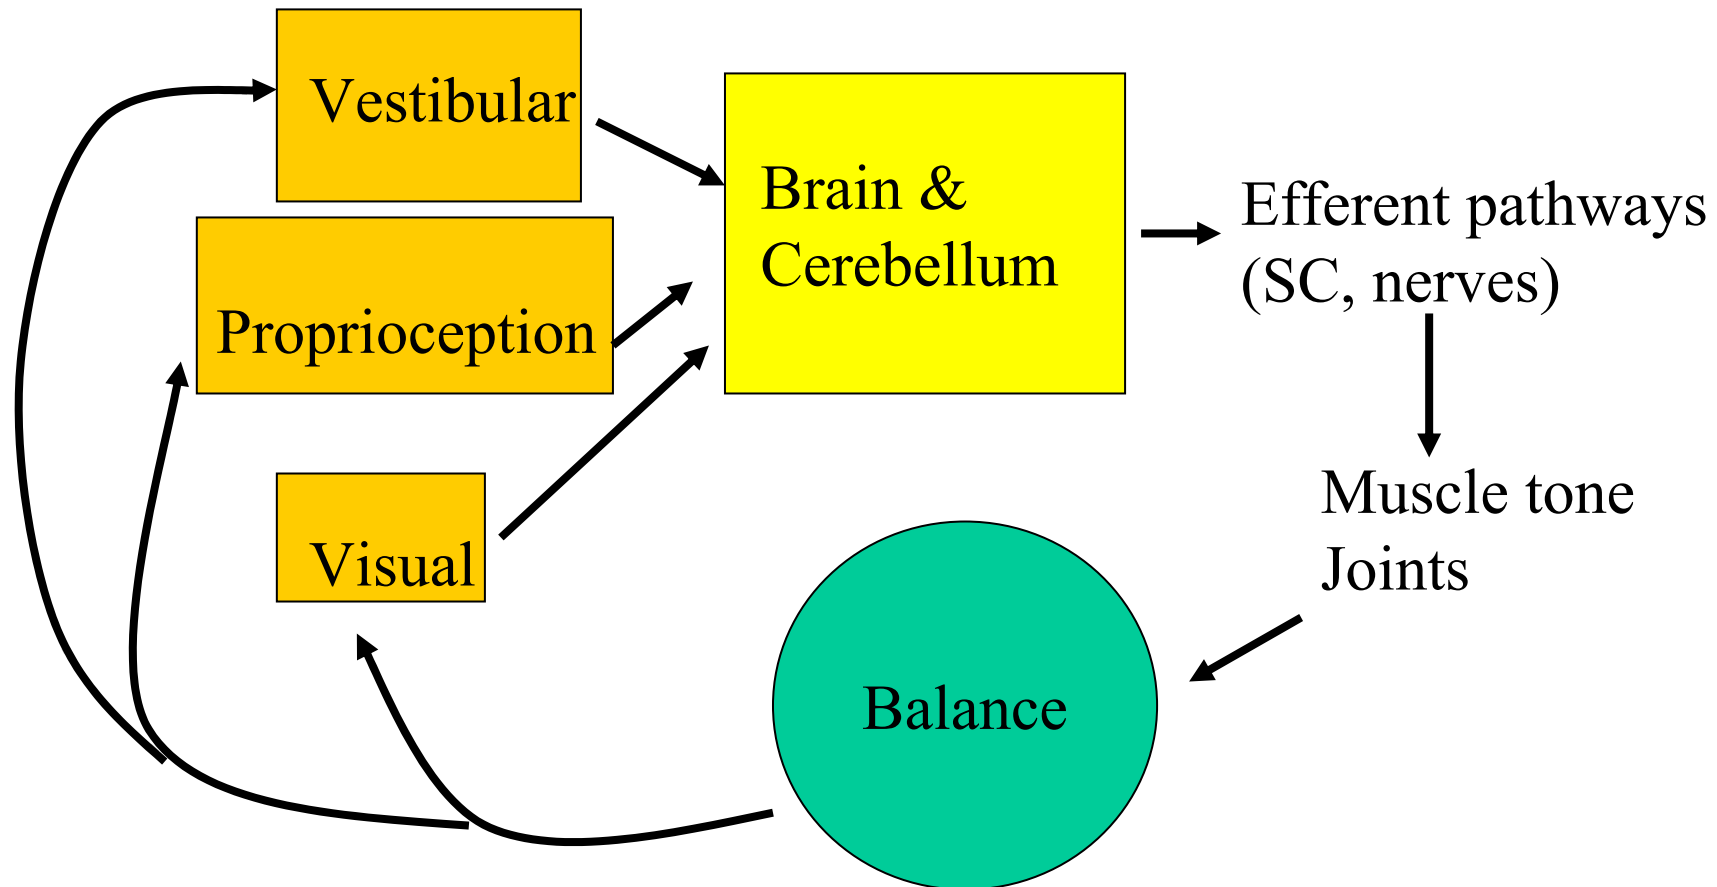 Vestibular
Proprioception
Visual
Brain &
Cerebellum
Efferent pathways
(SC, nerves)
Muscle tone
Joints
Balance